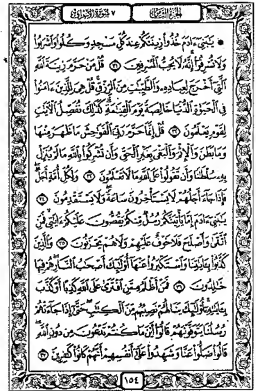 الجزء الثامن ٧ سورة الأعراف
۞ يَٰبَنِىٓ ءَادَمَ خُذُوا۟ زِينَتَكُمْ عِندَ كُلِّ مَسْجِدٍ وَكُلُوا۟ وَٱشْرَبُوا۟
وَلَا تُسْرِفُوٓا۟ إِنَّهُۥ لَا يُحِبُّ ٱلْمُسْرِفِينَ ٣١ قُلْ مَنْ حَرَّمَ زِينَةَ ٱللَّهِ
ٱلَّتِىٓ أَخْرَجَ لِعِبَادِهِۦ وَٱلطَّيِّبَٰتِ مِنَ ٱلرِّزْقِ قُلْ هِىَ لِلَّذِينَ ءَامَنُوا۟
فِى ٱلْحَيَوٰةِ ٱلدُّنْيَا خَالِصَةً يَوْمَ ٱلْقِيَٰمَةِ كَذَٰلِكَ نُفَصِّلُ ٱلْءَايَٰتِ
لِقَوْمٍ يَعْلَمُونَ ٣٢ قُلْ إِنَّمَا حَرَّمَ رَبِّىَ ٱلْفَوَٰحِشَ مَا ظَهَرَ مِنْهَا
وَمَا بَطَنَ وَٱلْإِثْمَ وَٱلْبَغْىَ بِغَيْرِ ٱلْحَقِّ وَأَن تُشْرِكُوا۟ بِٱللَّهِ مَا لَمْ يُنَزِّلْ
بِهِۦ سُلْطَٰنًا وَأَن تَقُولُوا۟ عَلَى ٱللَّهِ مَا لَا تَعْلَمُونَ ٣٣ وَلِكُلِّ أُمَّةٍ أَجَلٌ
فَإِذَا جَآءَ أَجَلُهُمْ لَا يَسْتَأْخِرُونَ سَاعَةً وَلَا يَسْتَقْدِمُونَ ٣٤
يَٰبَنِىٓ ءَادَمَ إِمَّا يَأْتِيَنَّكُمْ رُسُلٌ مِّنكُمْ يَقُصُّونَ عَلَيْكُمْ ءَايَٰتِى فَمَنِ
ٱتَّقَىٰ وَأَصْلَحَ فَلَا خَوْفٌ عَلَيْهِمْ وَلَا هُمْ يَحْزَنُونَ ٣٥ وَٱلَّذِينَ
كَذَّبُوا۟ بِـَٔايَٰتِنَا وَٱسْتَكْبَرُوا۟ عَنْهَآ أُو۟لَٰٓئِكَ أَصْحَٰبُ ٱلنَّارِ هُمْ فِيهَا
خَٰلِدُونَ ٣٦ فَمَنْ أَظْلَمُ مِمَّنِ ٱفْتَرَىٰ عَلَى ٱللَّهِ كَذِبًا أَوْ كَذَّبَ
بِـَٔايَٰتِهِۦٓ أُو۟لَٰٓئِكَ يَنَالُهُمْ نَصِيبُهُم مِّنَ ٱلْكِتَٰبِ حَتَّىٰٓ إِذَا جَآءَتْهُمْ
رُسُلُنَا يَتَوَفَّوْنَهُمْ قَالُوٓا۟ أَيْنَ مَا كُنتُمْ تَدْعُونَ مِن دُونِ ٱللَّهِ
قَالُوا۟ ضَلُّوا۟ عَنَّا وَشَهِدُوا۟ عَلَىٰٓ أَنفُسِهِمْ أَنَّهُمْ كَانُوا۟ كَٰفِرِينَ ٣٧
١٥٤